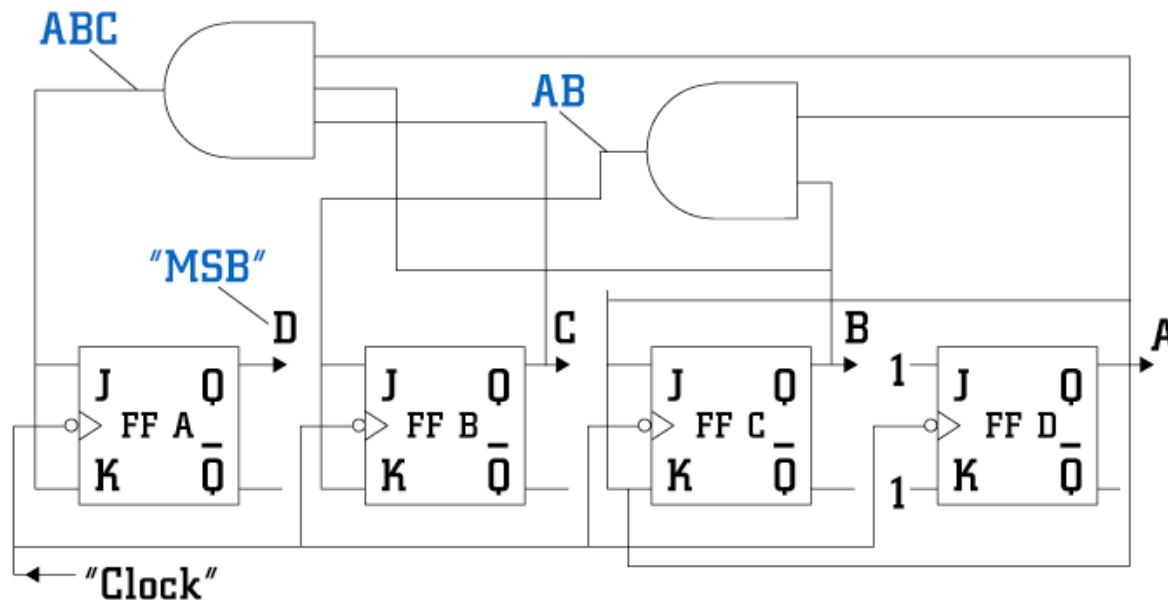 ABC
AB
"MSB"
D
C
B
A
J Q
FF A
K Q̅
J Q
FF B
K Q̅
J Q
FF C
K Q̅
1 J Q
FF D
1 K Q̅
"Clock"